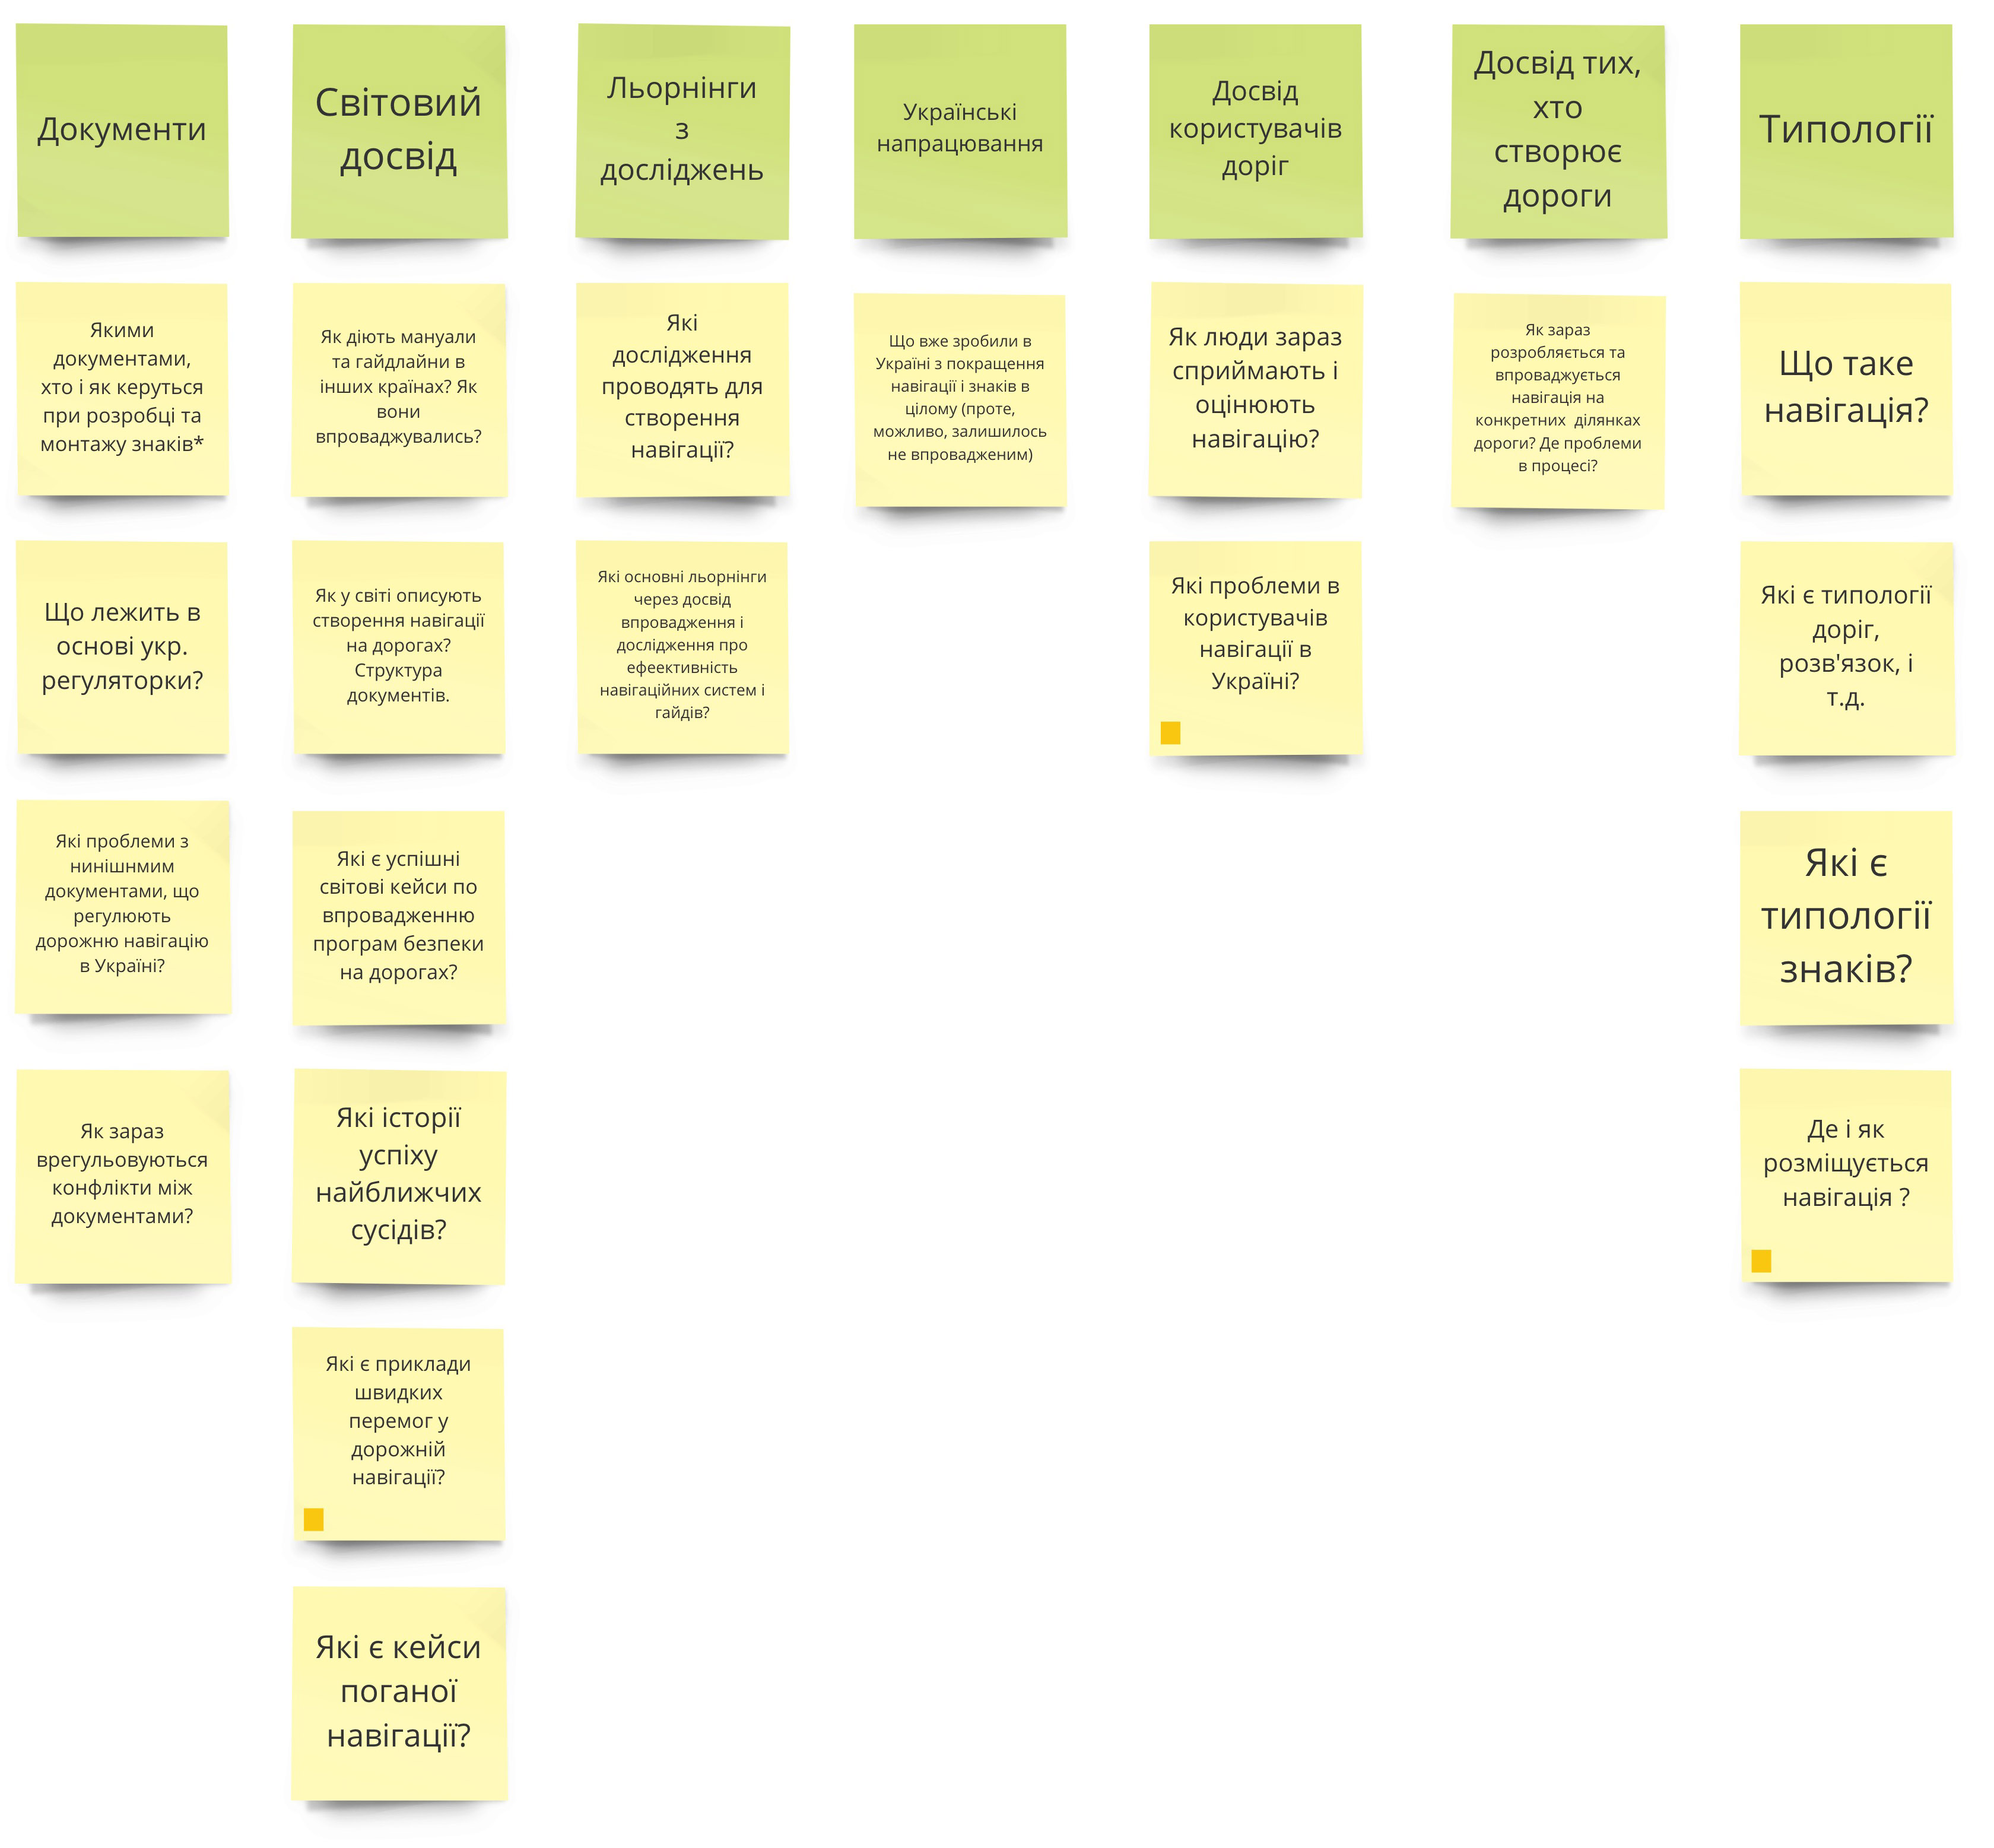 Документи
Світовий
досвід
Льорнінги
з
досліджень
Українські
напрацювання
Досвід
користувачів
доріг
Досвід тих,
хто
створює
дороги
Типології
Якими
документами,
хто і як керуться
при розробці та
монтажу знаків*
Як діють мануали
та гайдлайни в
інших країнах? Як
вони
впроваджувались?
Які
дослідження
проводять для
створення
навігації?
Що вже зробили в
Україні з покращення
навігації і знаків в
цілому (проте,
можливо, залишилось
не впровадженим)
Як люди зараз
сприймають і
оцінюють
навігацію?
Як зараз
розробляється та
впроваджується
навігація на
конкретних ділянках
дороги? Де проблеми
в процесі?
Що таке
навігація?
Що лежить в
основі укр.
регуляторки?
Як у світі описують
створення навігації
на дорогах?
Структура
документів.
Які основні льорнінги
через досвід
впровадження і
дослідження про
ефеективність
навігаційних систем і
гайдів?
Які проблеми в
користувачів
навігації в
Україні?
Які є типології
доріг,
розв'язок, і
т.д.
Які проблеми з
нинішнмим
документами, що
регулюють
дорожню навігацію
в Україні?
Які є успішні
світові кейси по
впровадженню
програм безпеки
на дорогах?
Які є
типології
знаків?
Як зараз
врегульовуються
конфлікти між
документами?
Які історії
успіху
найближчих
сусідів?
Де і як
розміщується
навігація ?
Які є приклади
швидких
перемог у
дорожній
навігації?
Які є кейси
поганої
навігації?